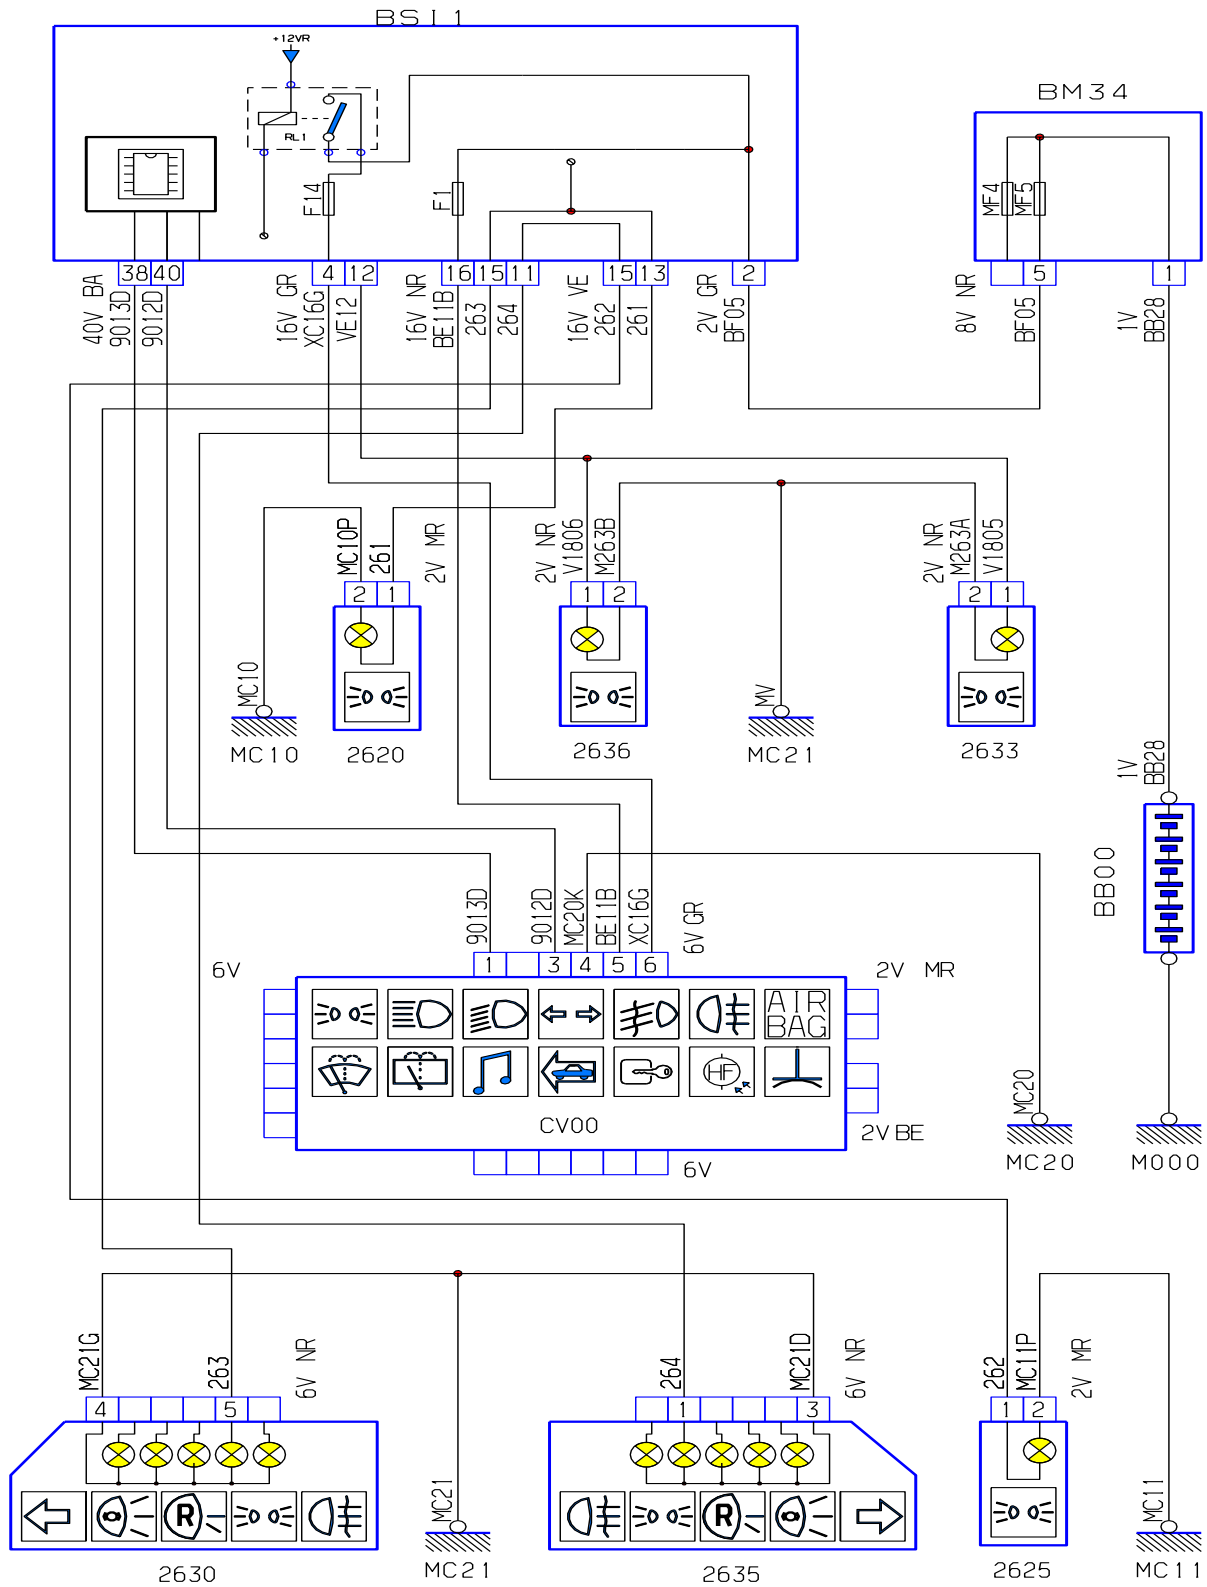 BSI1
+12VR
BM34
RL1
F14
F1
MF4
MF5
38
40
4
12
16
15
11
15
13
2
5
1
40V BA
9013D
9012D
16V GR
XC16G
VE12
16V NR
BE11B
263
264
16V VE
262
261
2V GR
BF05
8V NR
BF05
1V
BB28
MC10P
261
2V MR
2V NR
V1806
M263B
2V NR
M263A
V1805
2
1
1
2
2
1
MC10
MV
MC10
2620
2636
MC21
2633
1V
BB28
BB00
9013D
9012D
MC20K
BE11B
XC16G
6V GR
6V
1
3
4
5
6
2V MR
AIR
BAG
HF
CV00
2V BE
6V
MC20
MC20
M000
MC21G
263
6V NR
264
MC21D
6V NR
262
MC11P
2V MR
4
5
1
3
1
2
R
R
MC21
MC11
2630
MC21
2635
2625
MC11